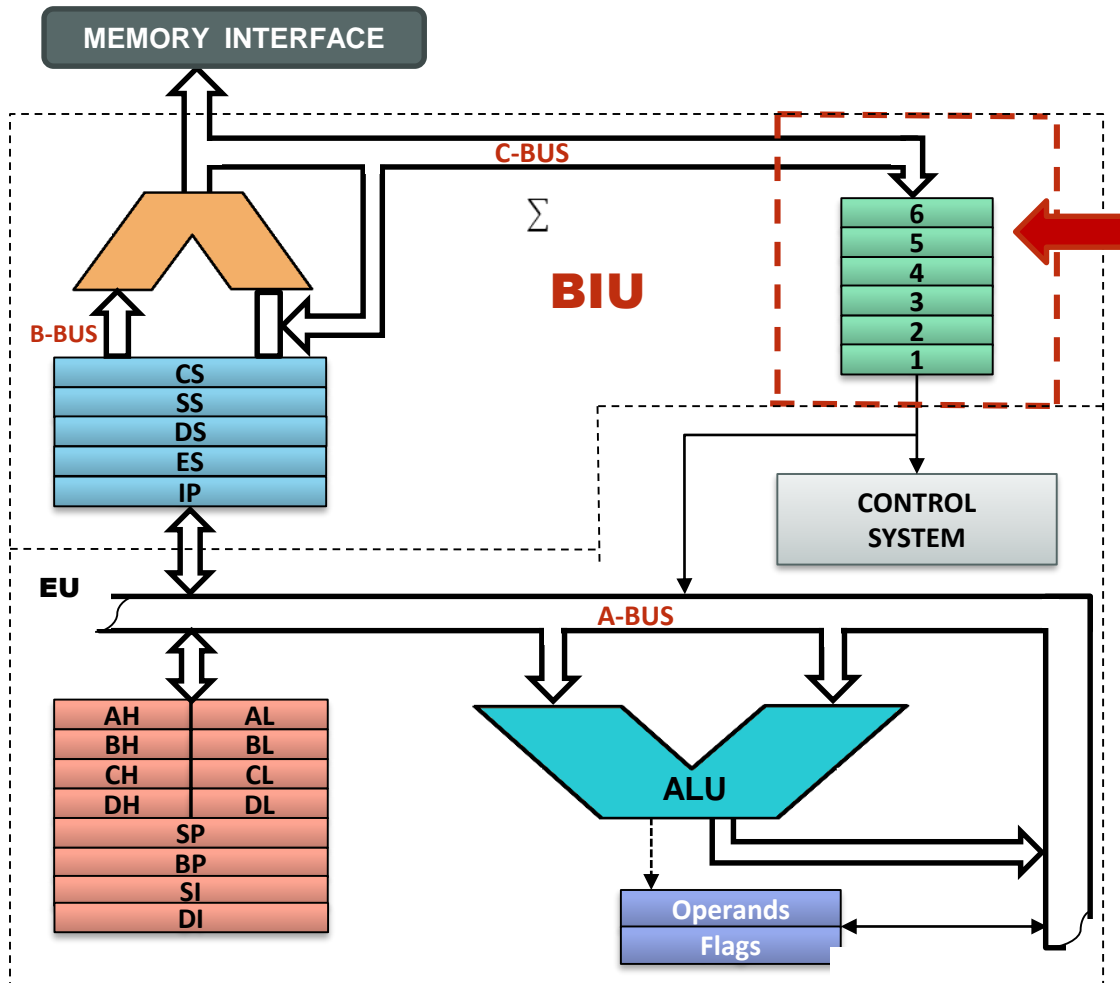 MEMORY INTERFACE
C-BUS
∑
BIU
6
5
4
3
2
1
B-BUS
CS
SS
DS
ES
IP
CONTROL
SYSTEM
EU
A-BUS
AH AL
BH BL
CH CL
DH DL
SP
BP
SI
DI
ALU
Operands
Flags